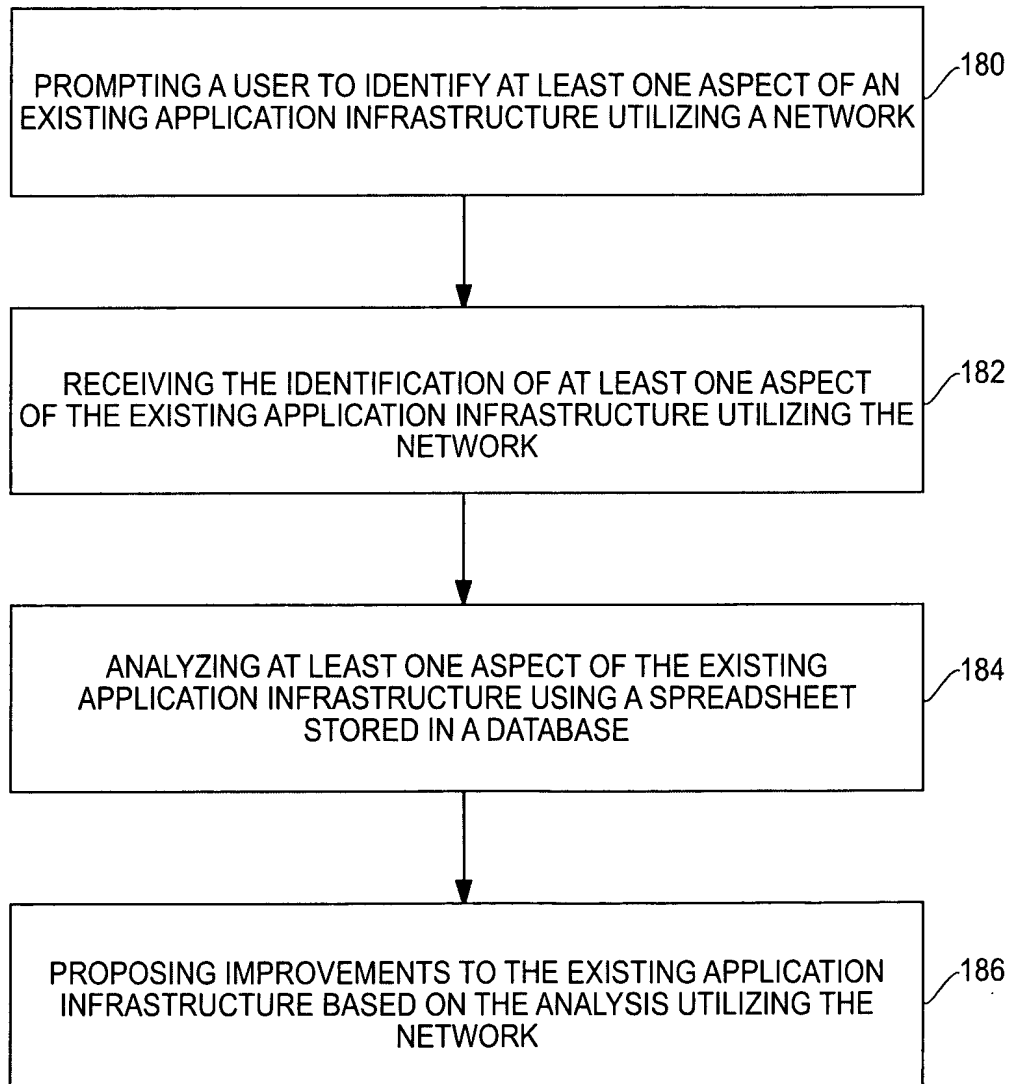 PROMPTING A USER TO IDENTIFY AT LEAST ONE ASPECT OF AN
EXISTING APPLICATION INFRASTRUCTURE UTILIZING A NETWORK
180
RECEIVING THE IDENTIFICATION OF AT LEAST ONE ASPECT
OF THE EXISTING APPLICATION INFRASTRUCTURE UTILIZING THE
NETWORK
182
ANALYZING AT LEAST ONE ASPECT OF THE EXISTING
APPLICATION INFRASTRUCTURE USING A SPREADSHEET
STORED IN A DATABASE
184
PROPOSING IMPROVEMENTS TO THE EXISTING APPLICATION
INFRASTRUCTURE BASED ON THE ANALYSIS UTILIZING THE
NETWORK
186